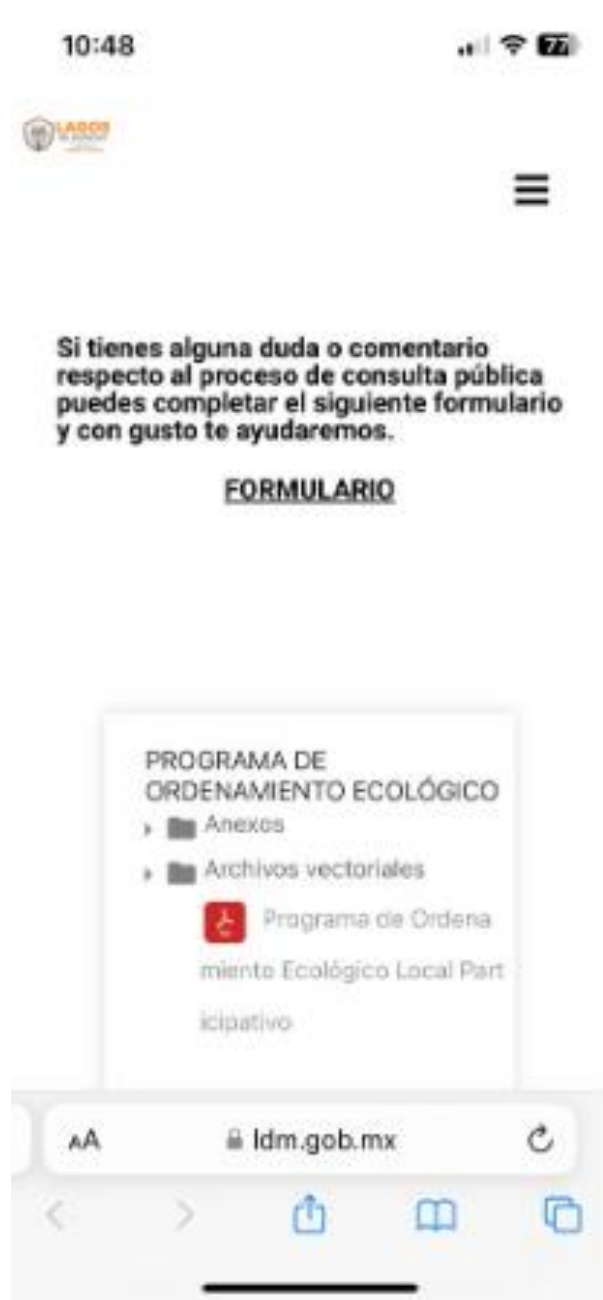 10:48
77
LAGOS
Si tienes alguna duda o comentario
respecto al proceso de consulta pública
puedes completar el siguiente formulario
y con gusto te ayudaremos.
FORMULARIO
PROGRAMA DE
ORDENAMIENTO ECOLÓGICO
Anexos
Archivos vectoriales
Programa de Ordena
miento Ecológico Local Part
icipativo
AA
ldm.gob.mx